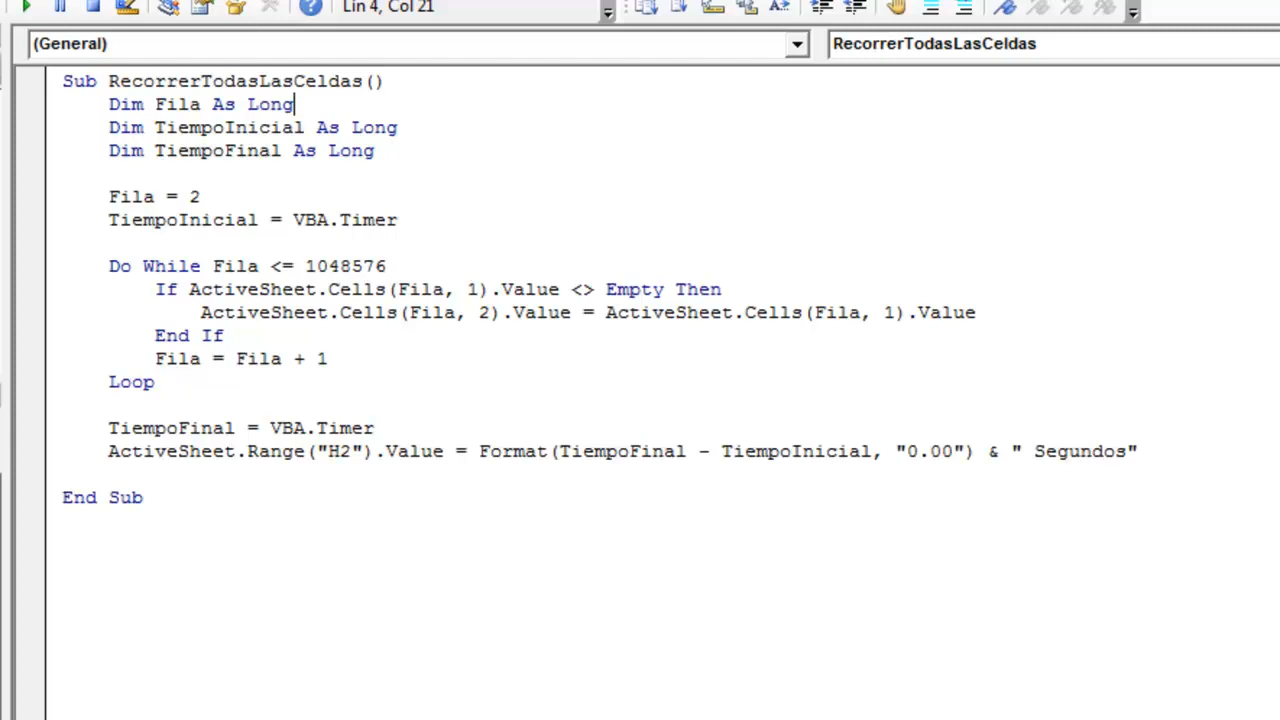 Lin 4, Col 21
(General)
RecorrerTodasLasCeldas
Sub RecorrerTodasLasCeldas()
Dim Fila As Long
Dim TiempoInicial As Long
Dim TiempoFinal As Long
Fila = 2
TiempoInicial = VBA.Timer
Do While Fila <= 1048576
If ActiveSheet.Cells(Fila, 1).Value <> Empty Then
ActiveSheet.Cells(Fila, 2).Value = ActiveSheet.Cells(Fila, 1).Value
End If
Fila = Fila + 1
Loop
TiempoFinal = VBA.Timer
ActiveSheet.Range("H2").Value = Format(TiempoFinal - TiempoInicial, "0.00") & " Segundos"
End Sub